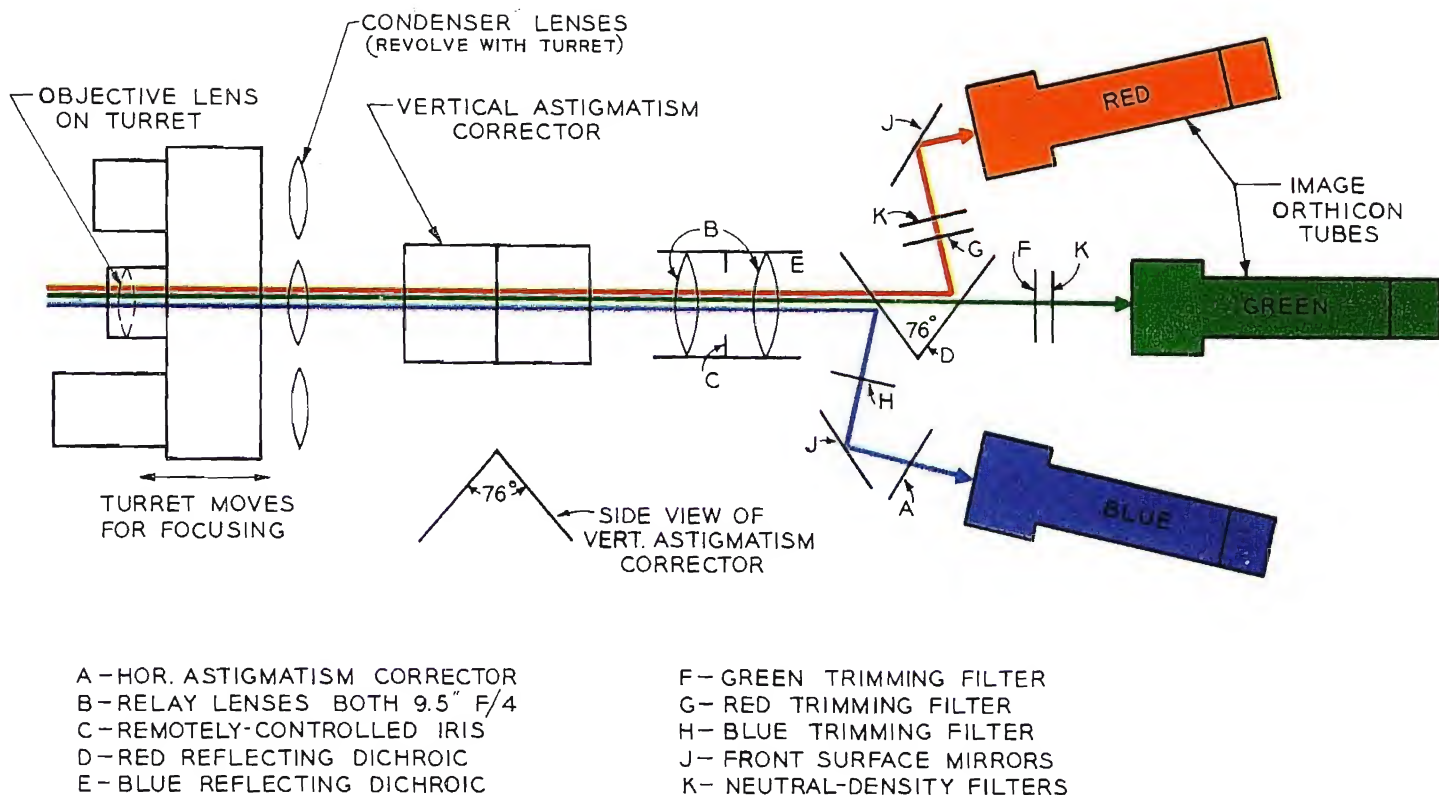 CONDENSER LENSES
(REVOLVE WITH TURRET)
OBJECTIVE LENS
ON TURRET
VERTICAL ASTIGMATISM
CORRECTOR
J
RED
K
G
IMAGE
ORTHICON
TUBES
B
E
F
K
GREEN
76°
D
C
H
J
A
BLUE
TURRET MOVES
FOR FOCUSING
76°
SIDE VIEW OF
VERT. ASTIGMATISM
CORRECTOR
A-HOR. ASTIGMATISM CORRECTOR
B-RELAY LENSES BOTH 9.5" F/4
C-REMOTELY-CONTROLLED IRIS
D-RED REFLECTING DICHROIC
E-BLUE REFLECTING DICHROIC
F-GREEN TRIMMING FILTER
G-RED TRIMMING FILTER
H-BLUE TRIMMING FILTER
J-FRONT SURFACE MIRRORS
K-NEUTRAL-DENSITY FILTERS